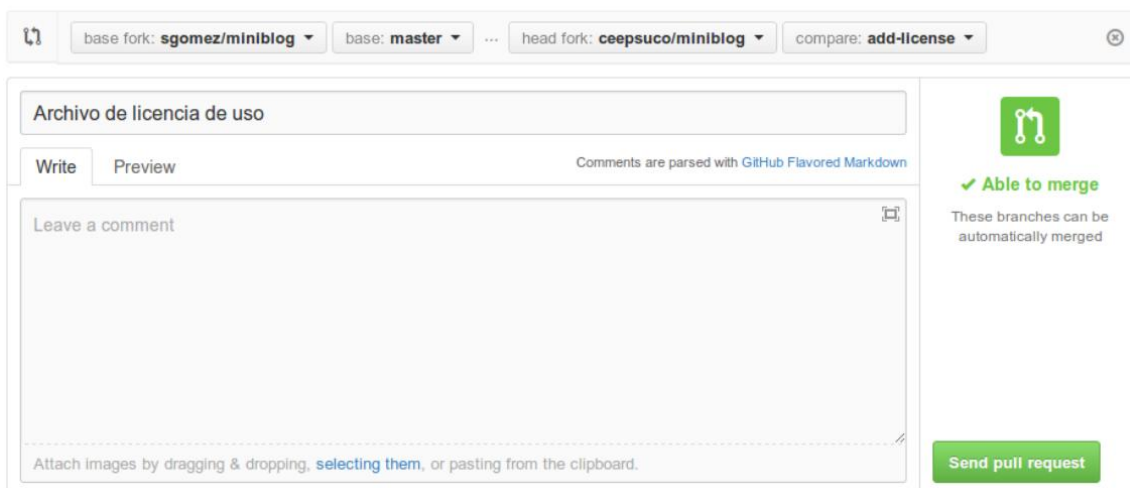 base fork: sgomez/miniblog base: master ... head fork: ceepsuco/miniblog compare: add-license
Archivo de licencia de uso
Write Preview Comments are parsed with GitHub Flavored Markdown
Leave a comment
Attach images by dragging & dropping, selecting them, or pasting from the clipboard.
Able to merge
These branches can be
automatically merged
Send pull request